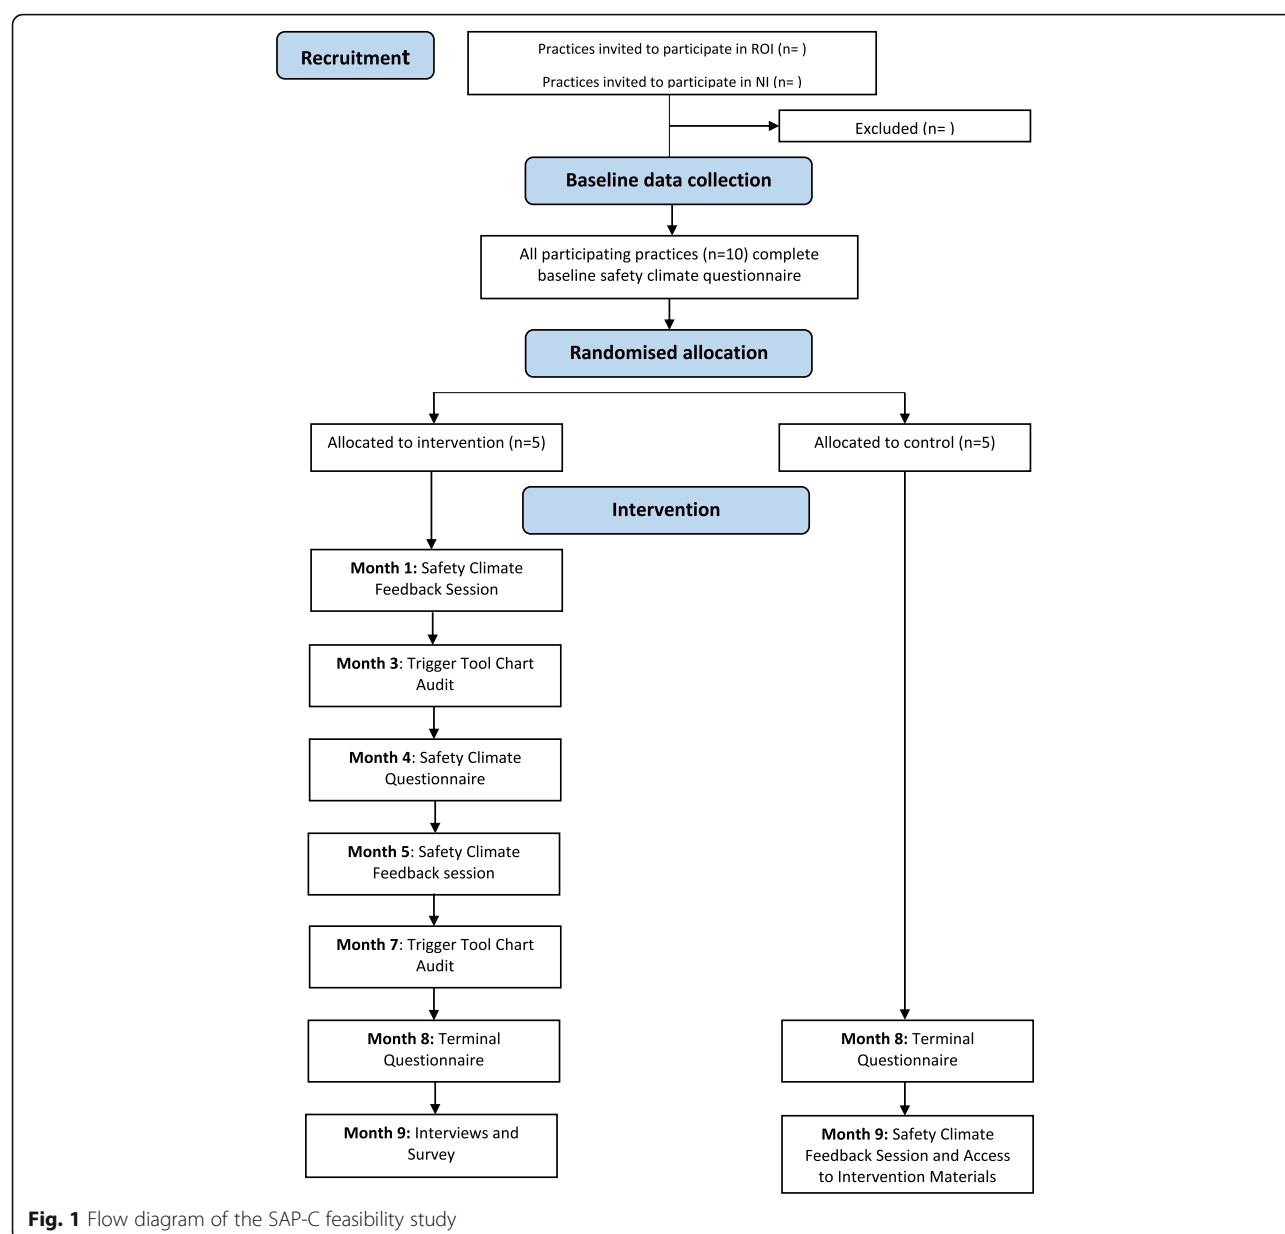 Recruitment
Practices invited to participate in ROI (n= )
Practices invited to participate in NI (n= )
Excluded (n= )
Baseline data collection
All participating practices (n=10) complete
baseline safety climate questionnaire
Randomised allocation
Allocated to intervention (n=5)
Allocated to control (n=5)
Intervention
Month 1: Safety Climate
Feedback Session
Month 3: Trigger Tool Chart
Audit
Month 4: Safety Climate
Questionnaire
Month 5: Safety Climate
Feedback session
Month 7: Trigger Tool Chart
Audit
Month 8: Terminal
Questionnaire
Month 8: Terminal
Questionnaire
Month 9: Interviews and
Survey
Month 9: Safety Climate
Feedback Session and Access
to Intervention Materials
Fig. 1 Flow diagram of the SAP-C feasibility study